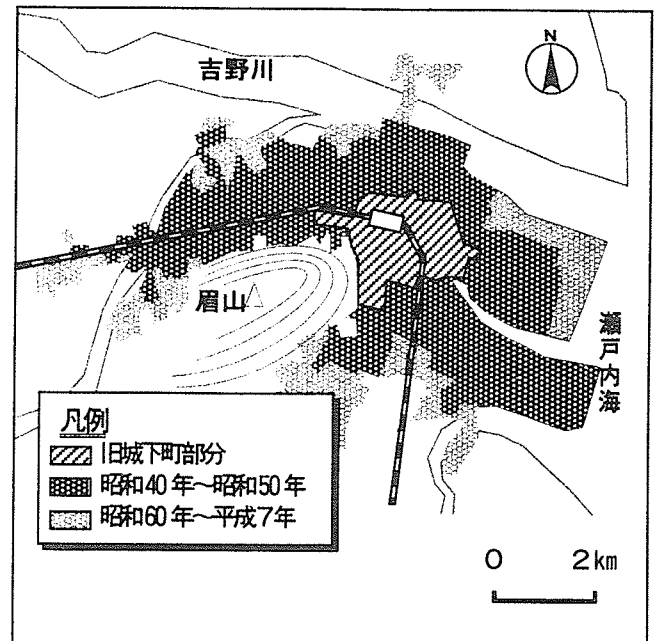 N
吉野川
眉山
瀬戸内海
凡例
旧城下町部分
昭和40年~昭和50年
昭和60年~平成7年
0 2km